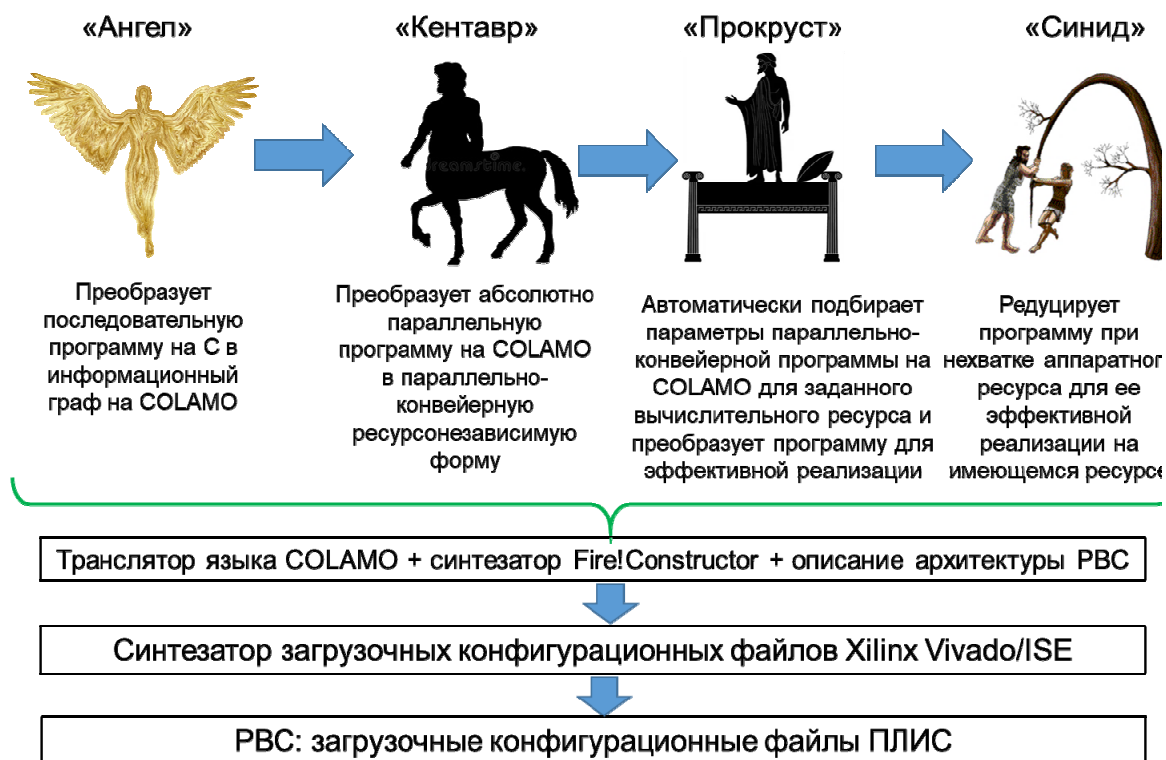 «Ангел»
«Кентавр»
«Прокруст»
«Синид»
dreamstime.
Преобразует
последовательную
программу на С в
информационный
граф на COLAMO
Преобразует абсолютно
параллельную
программу на COLAMO
в параллельно-
конвейерную
ресурсонезависимую
форму
Автоматически подбирает
параметры параллельно-
конвейерной программы на
COLAMO для заданного
вычислительного ресурса и
преобразует программу для
эффективной реализации
Редуцирует
программу при
нехватке аппаратног
ресурса для ее
эффективной
реализации на
имеющемся ресурсе
Транслятор языка COLAMO + синтезатор Fire!Constructor + описание архитектуры РВС
Синтезатор загрузочных конфигурационных файлов Xilinx Vivado/ISE
РВС: загрузочные конфигурационные файлы ПЛИС